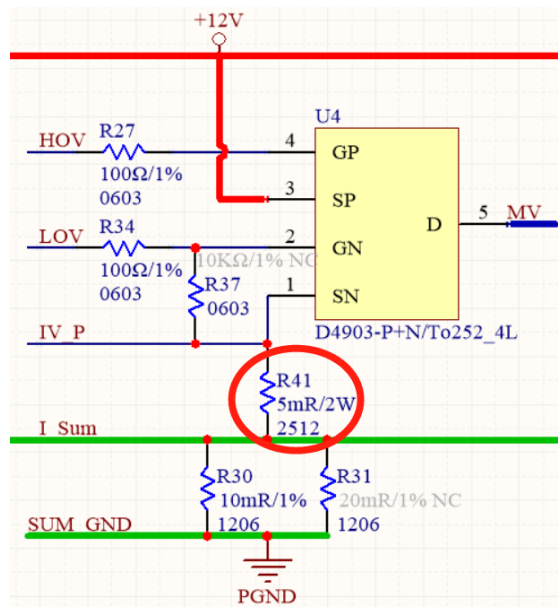 +12V
U4
HOV
R27
100Ω/1%
0603
4
GP
3
SP
LOV
R34
100Ω/1%
0603
2
GN
10KΩ/1% NC
R37
0603
1
SN
D
5
MV
IV_P
D4903-P+N/To252_4L
R41
5mR/2W
2512
I_Sum
R30
10mR/1%
1206
R31
20mR/1% NC
1206
SUM_GND
PGND